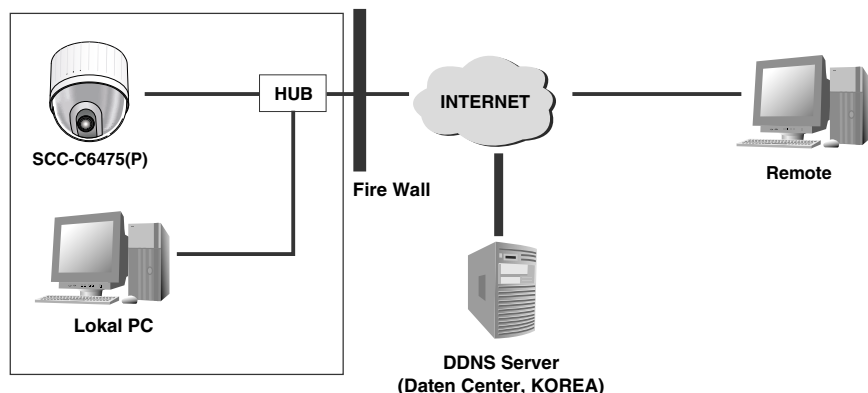 HUB
INTERNET
SCC-C6475(P)
Fire Wall
Remote
Lokal PC
DDNS Server
(Daten Center, KOREA)